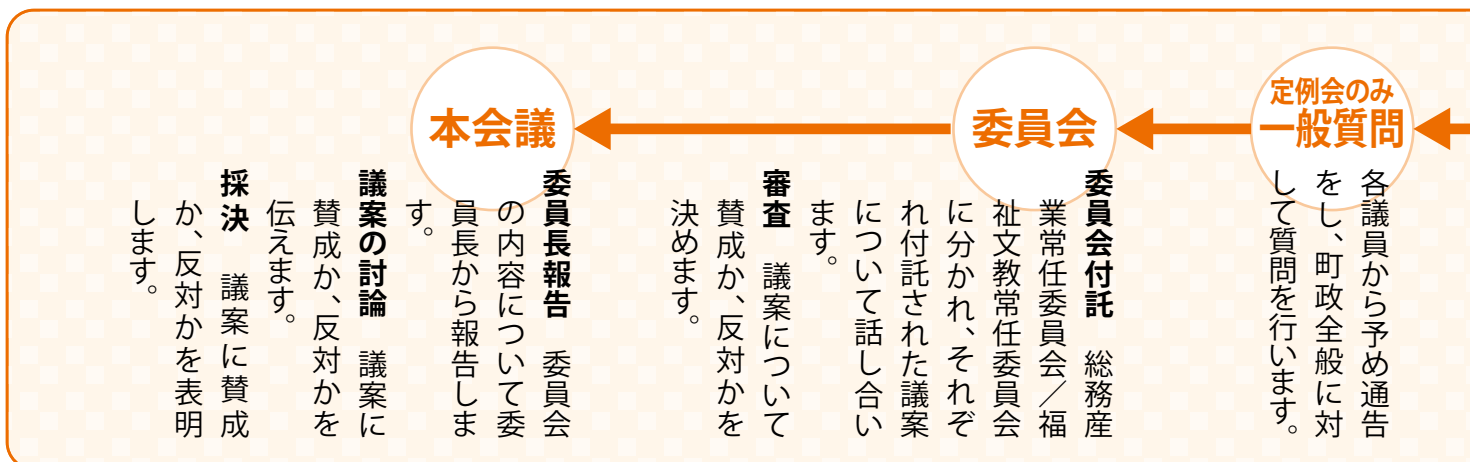 定例会のみ
一般質問
各議員から予め通告
をし、町政全般に対
して質問を行います。
委員会
委員会付託　総務産
業常任委員会／福
祉文教常任委員会
に分かれ、それぞ
れ付託された議案
について話し合い
ます。
審査　議案について
賛成か、反対かを
決めます。
本会議
委員長報告　委員会
の内容について委
員長から報告しま
す。
議案の討論　議案に
賛成か、反対かを
伝えます。
採決　議案に賛成
か、反対かを表明
します。